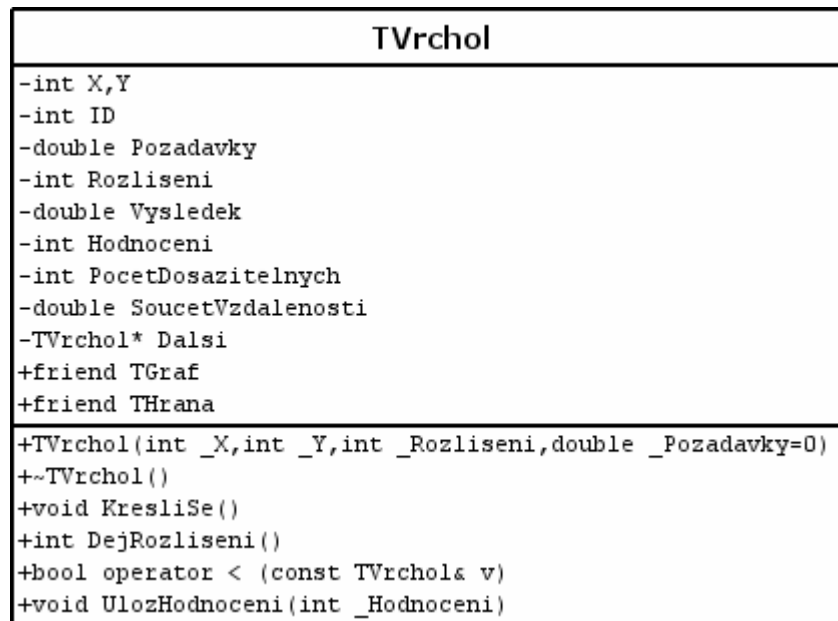 TVrchol
-int X,Y
-int ID
-double Pozadavky
-int Rozliseni
-double Vysledek
-int Hodnoceni
-int PocetDosazitelnych
-double SoucetVzdalenosti
-TVrchol* Dalsi
+friend TGraf
+friend THrana
+TVrchol(int _X,int _Y,int _Rozliseni,double _Pozadavky=0)
+~TVrchol()
+void KresliSe()
+int DejRozliseni()
+bool operator < (const TVrchol& v)
+void UlozHodnoceni(int _Hodnoceni)